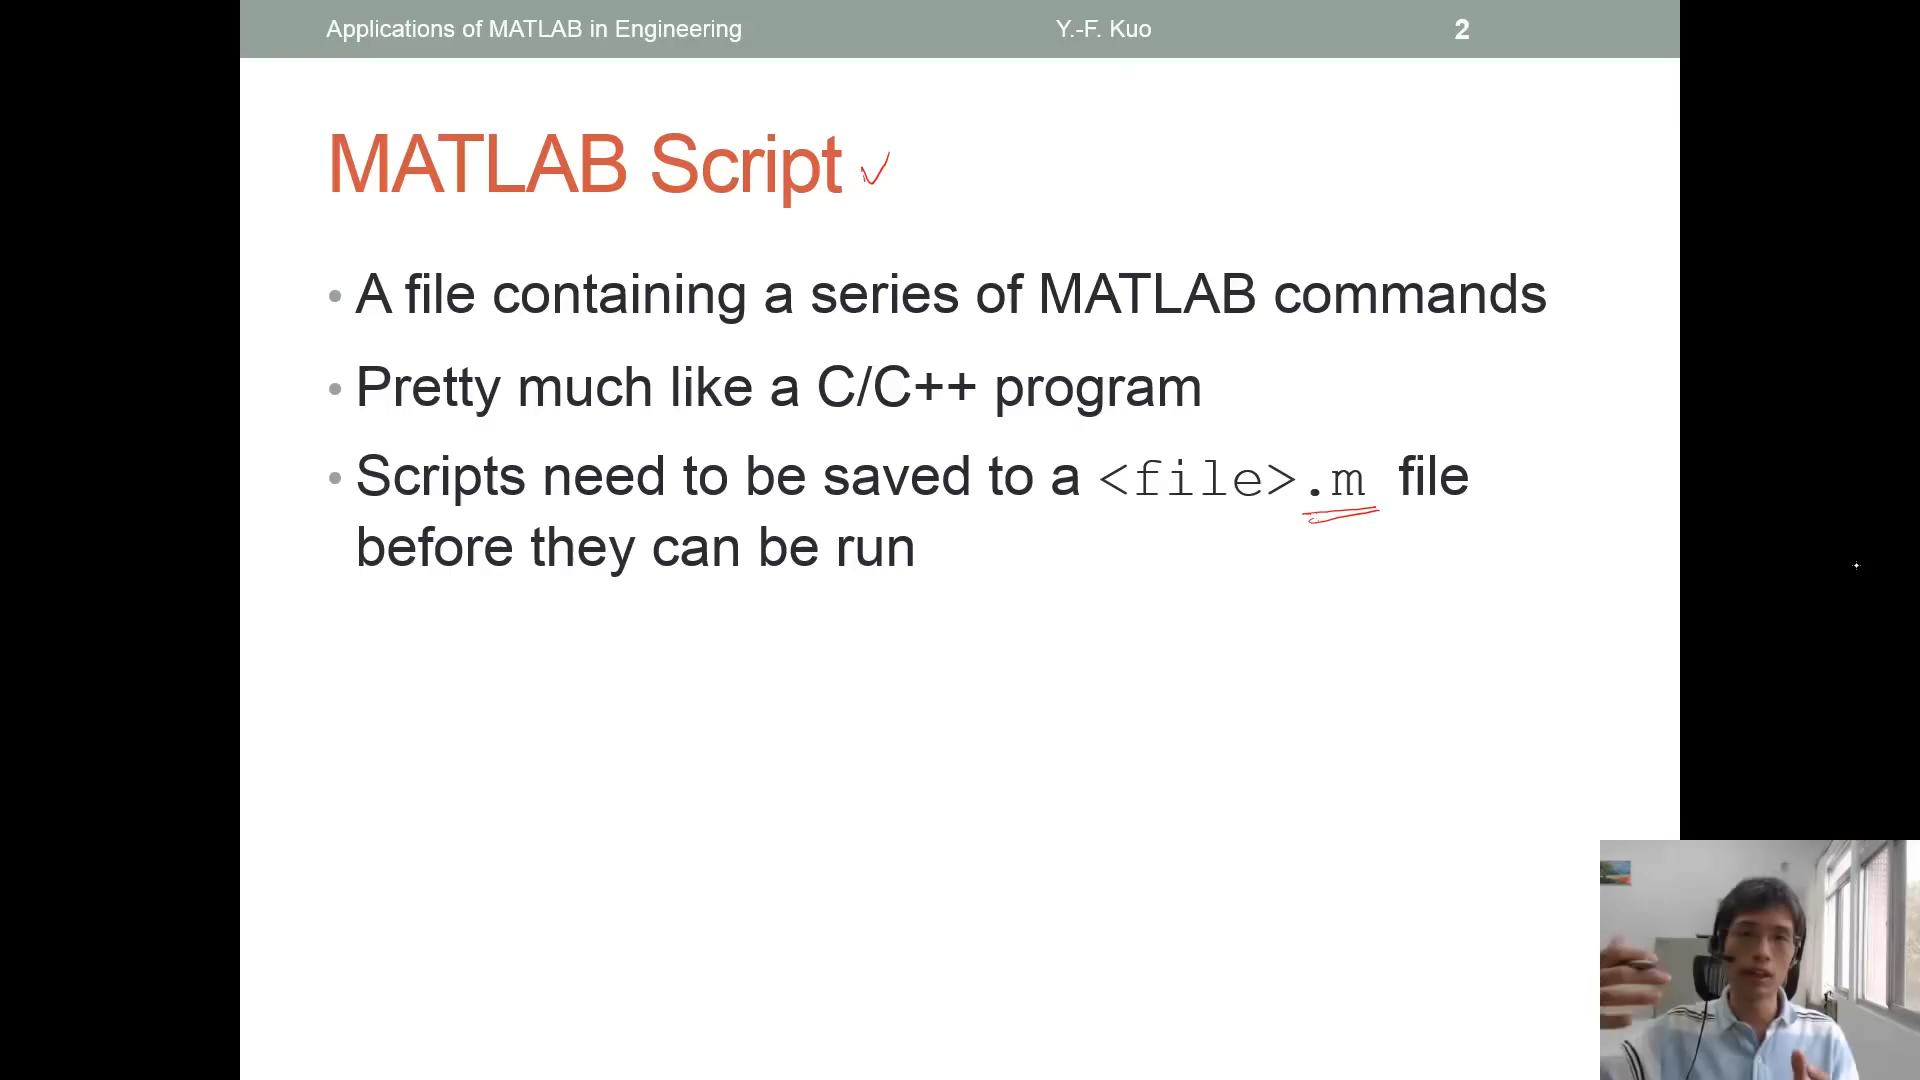 Applications of MATLAB in Engineering Y.-F. Kuo 2
MATLAB Script
• A file containing a series of MATLAB commands
• Pretty much like a C/C++ program
• Scripts need to be saved to a <file>.m file
before they can be run